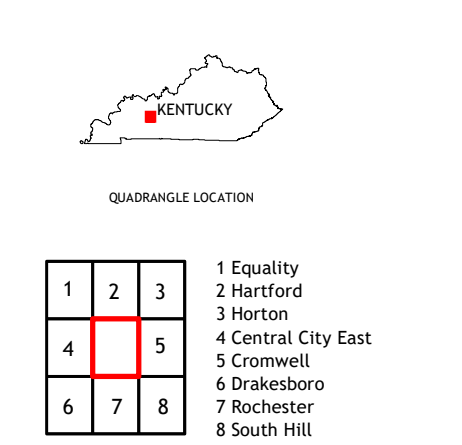 KENTUCKY
QUADRANGLE LOCATION
1 2 3
4 5
6 7 8
1 Equality
2 Hartford
3 Horton
4 Central City East
5 Cromwell
6 Drakesboro
7 Rochester
8 South Hill